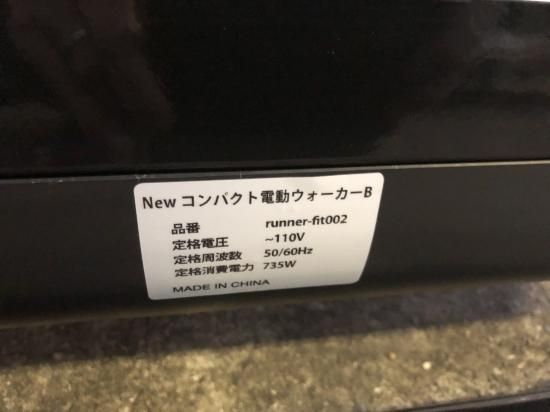 New コンパクト電動ウォーカーB
品番 runner-fit002
定格電圧 ~110V
定格周波数 50/60Hz
定格消費電力 735W
MADE IN CHINA